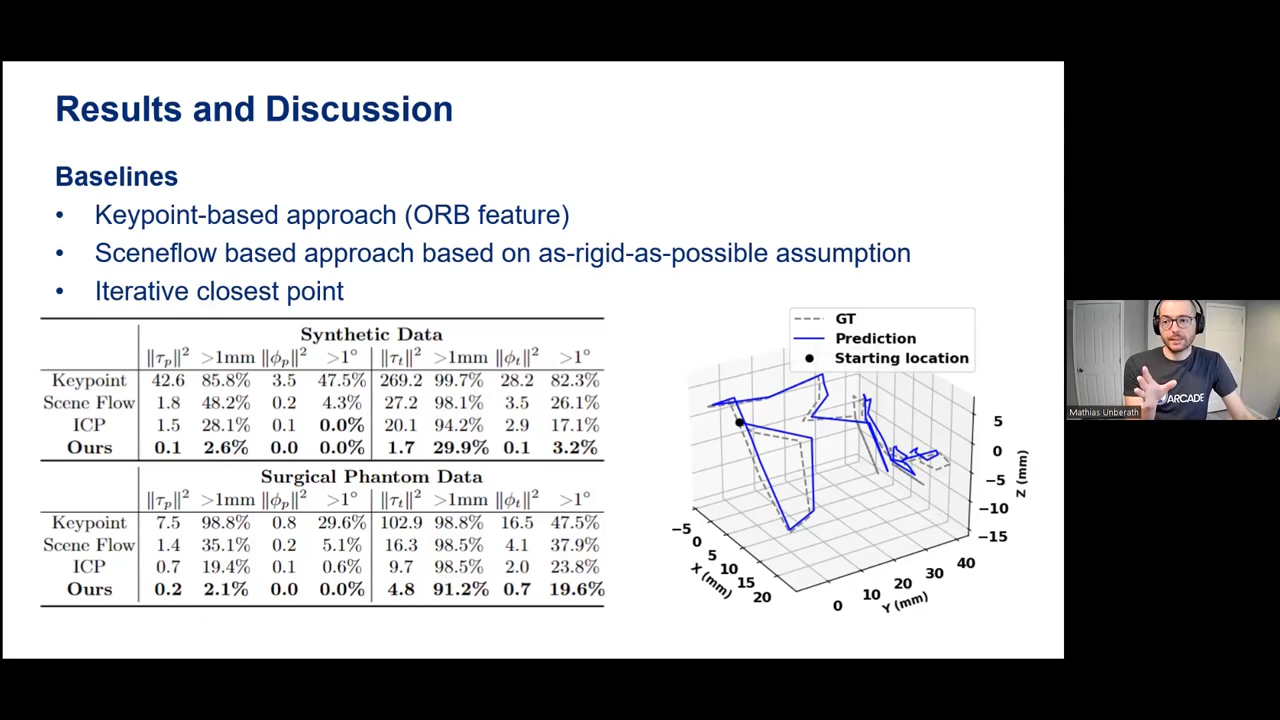 Results and Discussion
Baselines
• Keypoint-based approach (ORB feature)
• Sceneflow based approach based on as-rigid-as-possible assumption
• Iterative closest point
Synthetic Data
‖τp‖² >1mm ‖ϕp‖² >1° ‖τt‖² >1mm ‖ϕt‖² >1°
Keypoint 42.6 85.8% 3.5 47.5% 269.2 99.7% 28.2 82.3%
Scene Flow 1.8 48.2% 0.2 4.3% 27.2 98.1% 3.5 26.1%
ICP 1.5 28.1% 0.1 0.0% 20.1 94.2% 2.9 17.1%
Ours 0.1 2.6% 0.0 0.0% 1.7 29.9% 0.1 3.2%
Surgical Phantom Data
‖τp‖² >1mm ‖ϕp‖² >1° ‖τt‖² >1mm ‖ϕt‖² >1°
Keypoint 7.5 98.8% 0.8 29.6% 102.9 98.8% 16.5 47.5%
Scene Flow 1.4 35.1% 0.2 5.1% 16.3 98.5% 4.1 37.9%
ICP 0.7 19.4% 0.1 0.6% 9.7 98.5% 2.0 23.8%
Ours 0.2 2.1% 0.0 0.0% 4.8 91.2% 0.7 19.6%
GT
Prediction
Starting location
5
0
−5
−10
−15
Z (mm)
−5
0
5
10
15
20
X (mm)
0
10
20
30
40
Y (mm)
ARCADE
Mathias Unberath